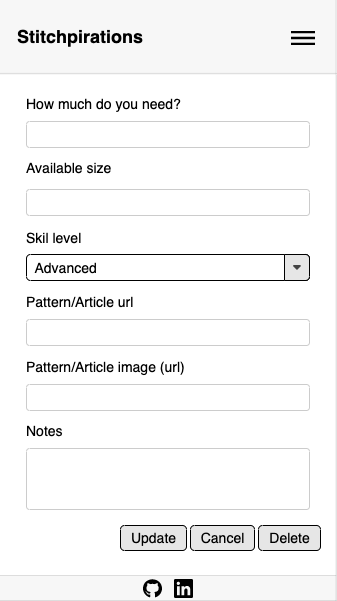 Stitchpirations
How much do you need?
Available size
Skil level
Advanced
Pattern/Article url
Pattern/Article image (url)
Notes
Update Cancel Delete
in